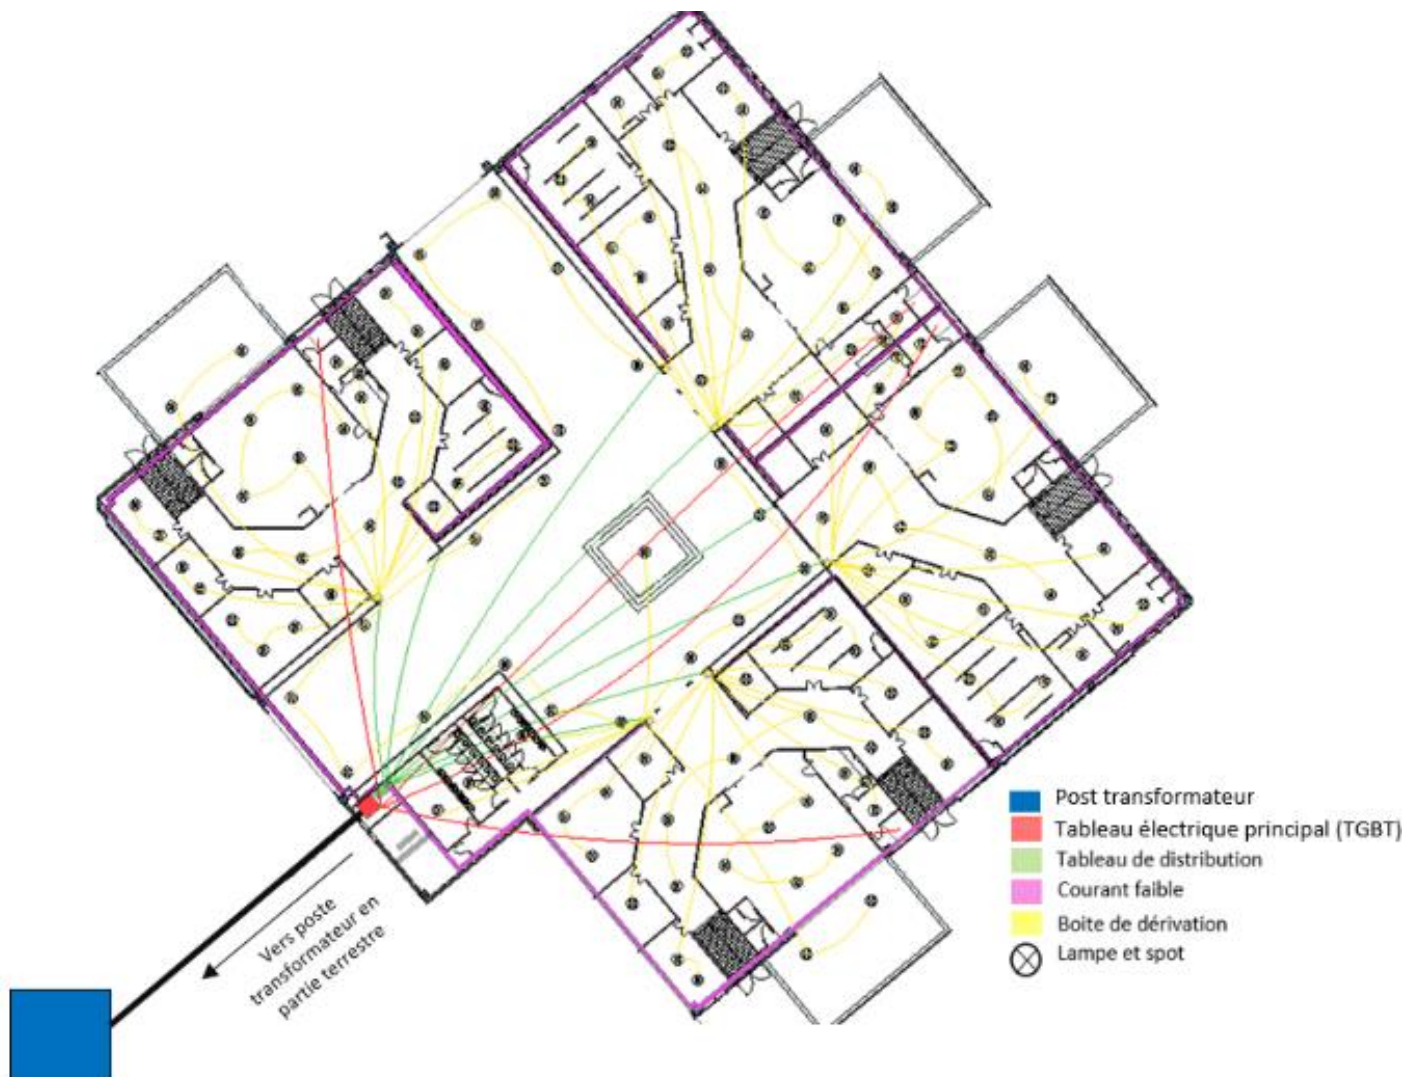 Post transformateur
Tableau électrique principal (TGBT)
Tableau de distribution
Courant faible
Boite de dérivation
Lampe et spot
Vers poste
transformateur en
partie terrestre